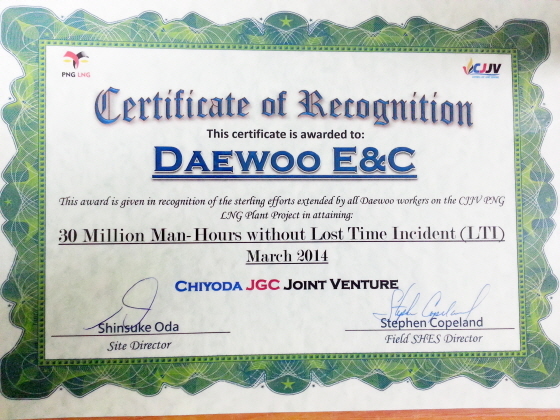 PNG LNG
CJJV
Certificate of Recognition
This certificate is awarded to:
DAEWOO E&C
This award is given in recognition of the sterling efforts extended by all Daewoo workers on the CJJV PNG
LNG Plant Project in attaining:
30 Million Man-Hours without Lost Time Incident (LTI)
March 2014
CHIYODA JGC JOINT VENTURE
Shinsuke Oda
Stephen Copeland
Site Director
Field SHES Director